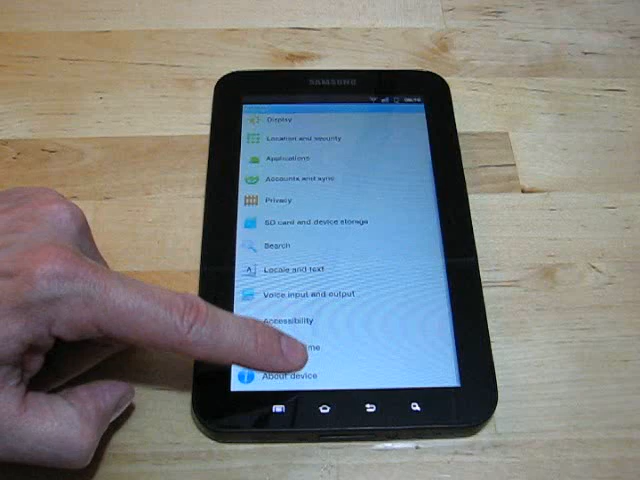 SAMSUNG
Display
Location and security
Applications
Accounts and sync
Privacy
SD card and device storage
Search
A
Locale and text
Voice input and output
Accessibility
me
About device